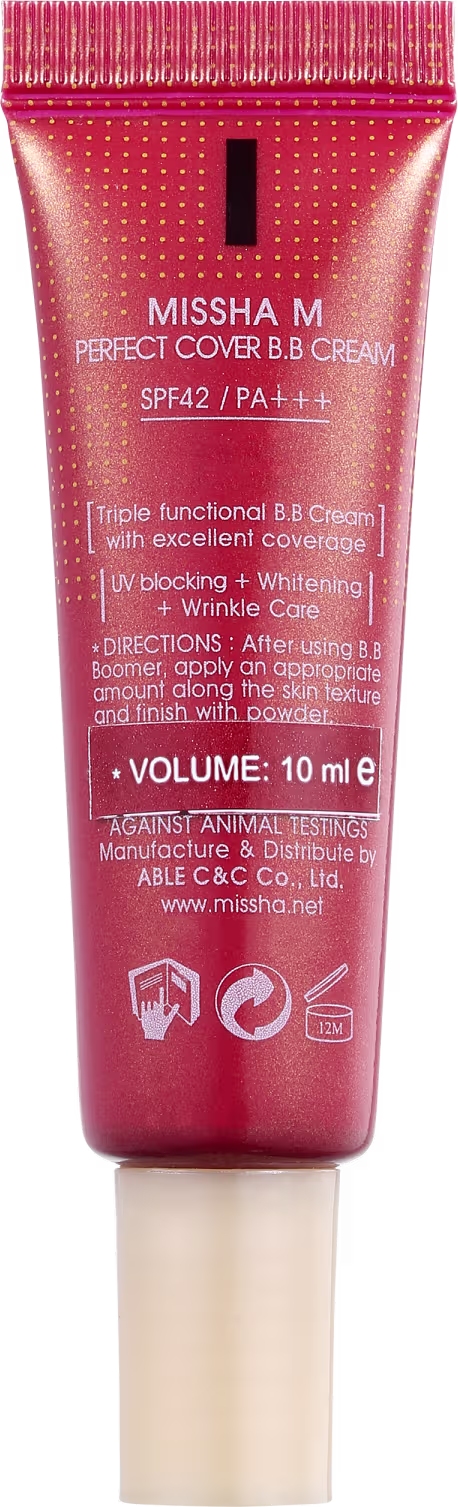 MISSHA M
PERFECT COVER B.B CREAM
SPF42 / PA+++
[Triple functional B.B Cream]
[with excellent coverage]
|UV blocking + Whitening|
|+ Wrinkle Care|
*DIRECTIONS : After using B.B
Boomer, apply an appropriate
amount along the skin texture
and finish with powder.
* VOLUME: 10 ml e
AGAINST ANIMAL TESTINGS
Manufacture & Distribute by
ABLE C&C Co., Ltd.
www.missha.net
12M